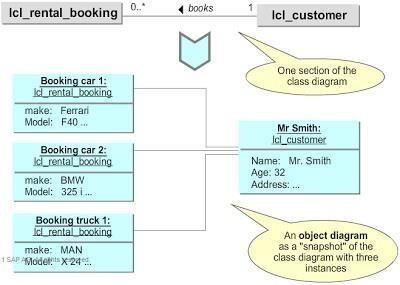 lcl_rental_booking
0..*
books
1
lcl_customer
One section of the
class diagram
Booking car 1:
lcl_rental_booking
make: Ferrari
Model: F40 ...
Mr Smith:
lcl_customer
Name: Mr. Smith
Age: 32
Address: ...
Booking car 2:
lcl_rental_booking
make: BMW
Model: 325 i ...
Booking truck 1:
lcl_rental_booking
make: MAN
Model: X 24 ...
An object diagram
as a "snapshot" of the
class diagram with three
instances